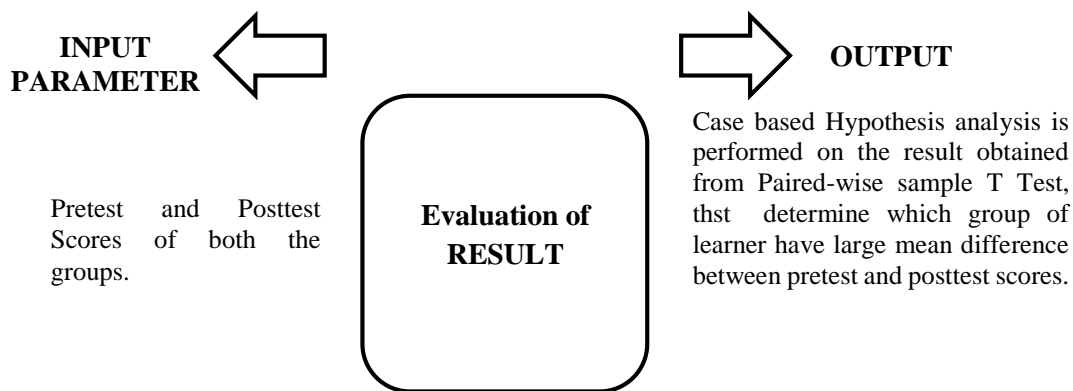 INPUT
PARAMETER
Pretest and Posttest
Scores of both the
groups.
Evaluation of
RESULT
OUTPUT
Case based Hypothesis analysis is
performed on the result obtained
from Paired-wise sample T Test,
thst determine which group of
learner have large mean difference
between pretest and posttest scores.